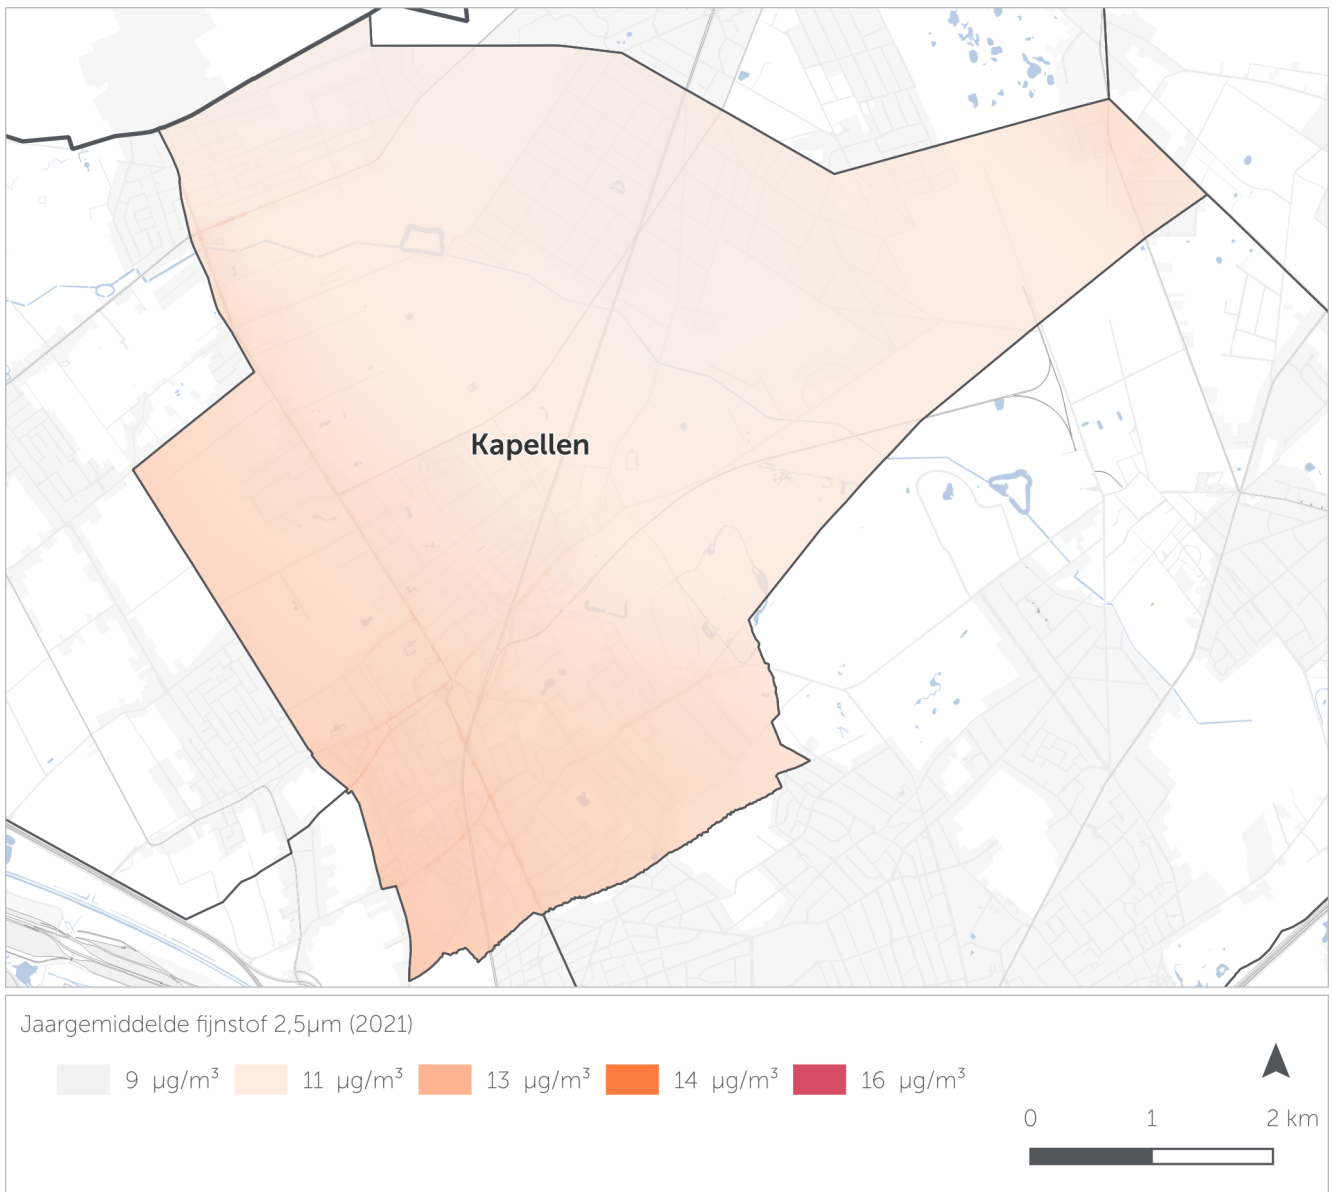 Kapellen
Jaargemiddelde fijnstof 2,5µm (2021)
9 µg/m³ 11 µg/m³ 13 µg/m³ 14 µg/m³ 16 µg/m³
0 1 2 km